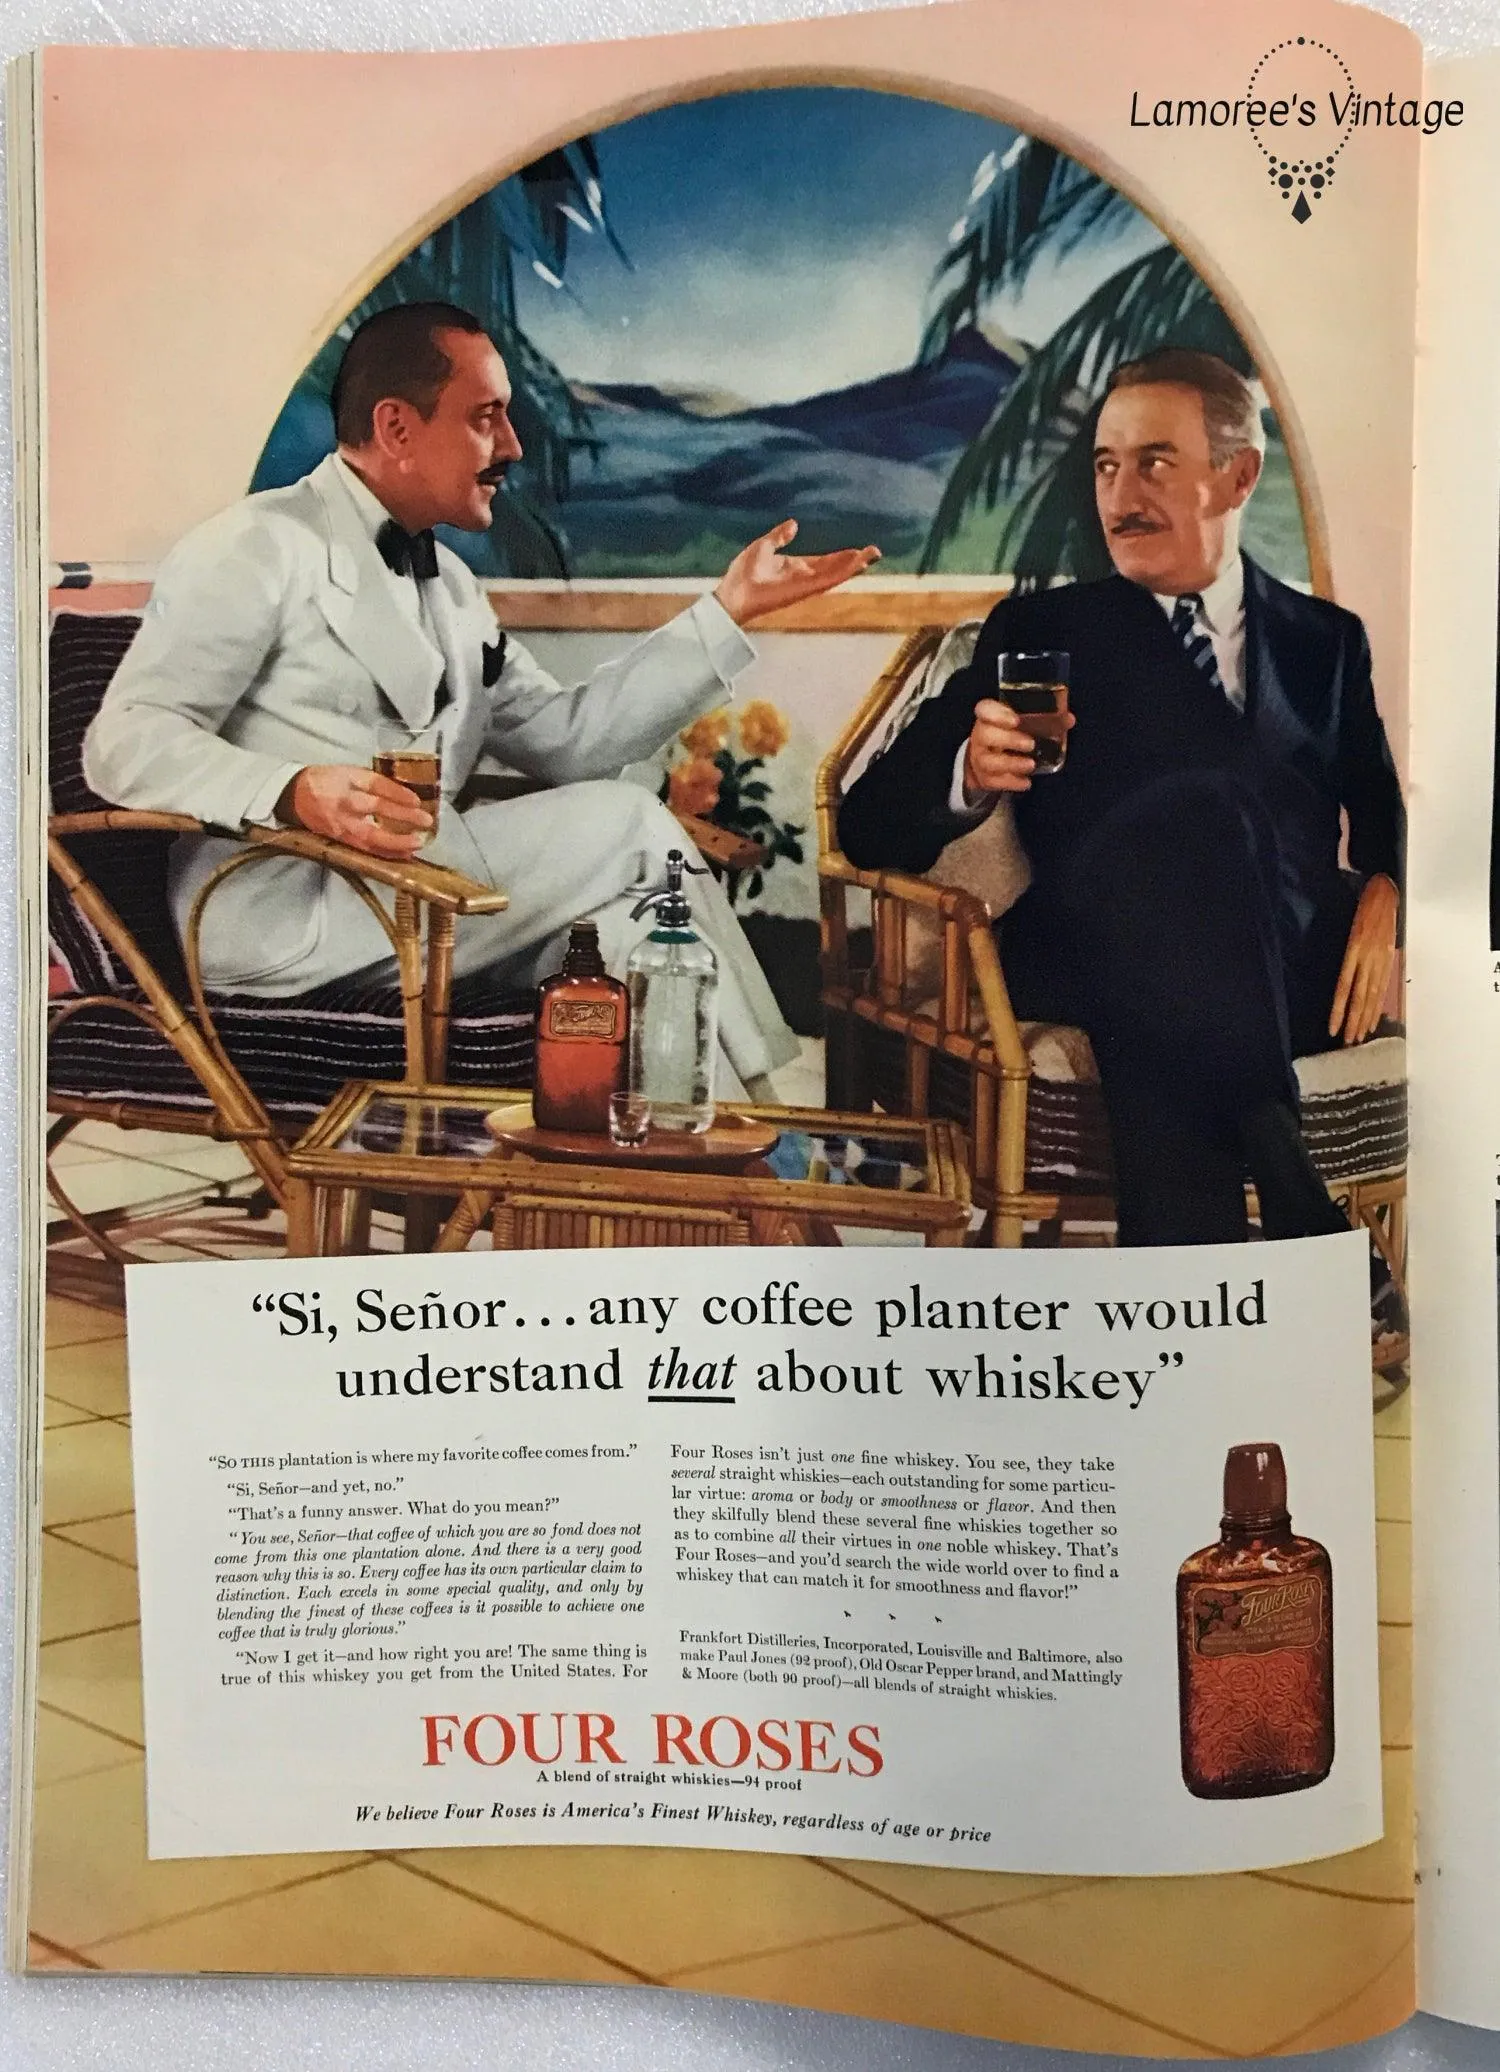 Lamoree's Vintage
“Si, Señor...any coffee planter would
understand that about whiskey”
“So THIS plantation is where my favorite coffee comes from.”
“Si, Señor—and yet, no.”
“That's a funny answer. What do you mean?”
“You see, Señor—that coffee of which you are so fond does not
come from this one plantation alone. And there is a very good
reason why this is so. Every coffee has its own particular claim to
distinction. Each excels in some special quality, and only by
blending the finest of these coffees is it possible to achieve one
coffee that is truly glorious.”
“Now I get it—and how right you are! The same thing is
true of this whiskey you get from the United States. For
Four Roses isn't just one fine whiskey. You see, they take
several straight whiskies—each outstanding for some particu-
lar virtue: aroma or body or smoothness or flavor. And then
they skilfully blend these several fine whiskies together so
as to combine all their virtues in one noble whiskey. That's
Four Roses—and you'd search the wide world over to find a
whiskey that can match it for smoothness and flavor!”
Frankfort Distilleries, Incorporated, Louisville and Baltimore, also
make Paul Jones (92 proof), Old Oscar Pepper brand, and Mattingly
& Moore (both 90 proof)—all blends of straight whiskies.
Four Roses
A BLEND OF
STRAIGHT WHISKIES
FOUR ROSES
A blend of straight whiskies—94 proof
We believe Four Roses is America's Finest Whiskey, regardless of age or price